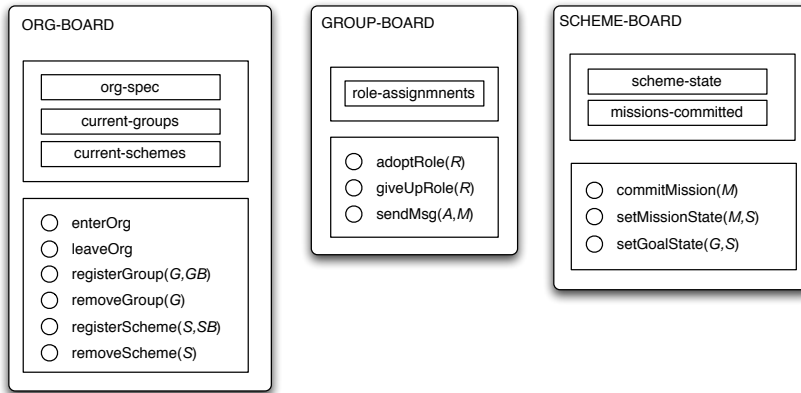 ORG-BOARD
org-spec
current-groups
current-schemes
enterOrg
leaveOrg
registerGroup(G,GB)
removeGroup(G)
registerScheme(S,SB)
removeScheme(S)
GROUP-BOARD
role-assignmnents
adoptRole(R)
giveUpRole(R)
sendMsg(A,M)
SCHEME-BOARD
scheme-state
missions-committed
commitMission(M)
setMissionState(M,S)
setGoalState(G,S)